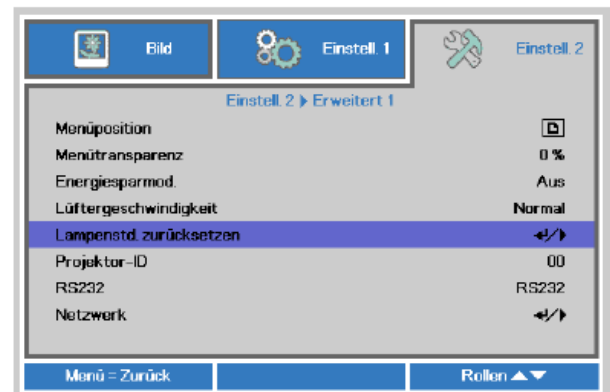 Bild Einstell. 1 Einstell. 2
Einstell. 2 Erweitert 1
Menüposition
Menütransparenz 0 %
Energiesparmod. Aus
Lüftergeschwindigkeit Normal
Lampenstd. zurücksetzen
Projektor-ID 00
RS232 RS232
Netzwerk
Menü = Zurück Rollen ▲▼